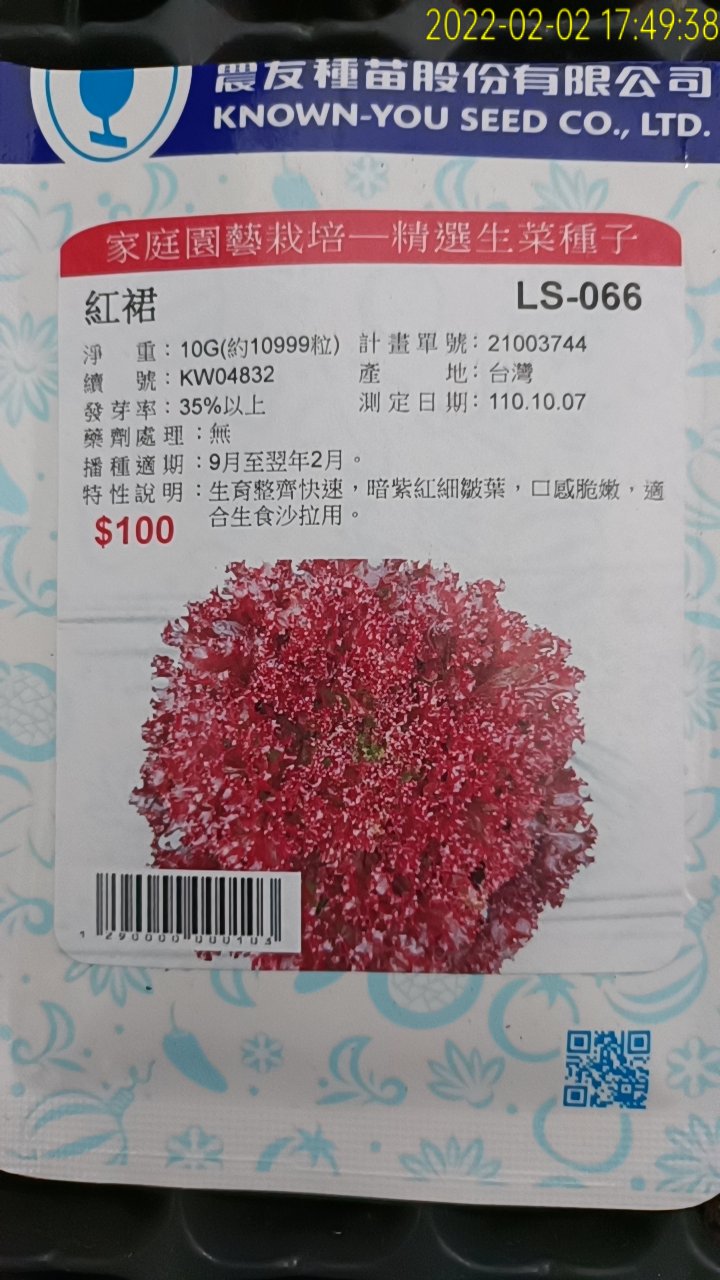 2022-02-02 17:49:38
農友種苗股份有限公司
KNOWN-YOU SEED CO., LTD.
家庭園藝栽培—精選生菜種子
紅裙 LS-066
淨重：10G(約10999粒) 計畫單號：21003744
續號：KW04832 產地：台灣
發芽率：35%以上 測定日期：110.10.07
藥劑處理：無
播種適期：9月至翌年2月。
特性說明：生育整齊快速，暗紫紅細皺葉，口感脆嫩，適
合生食沙拉用。
$100
1 290000 000103